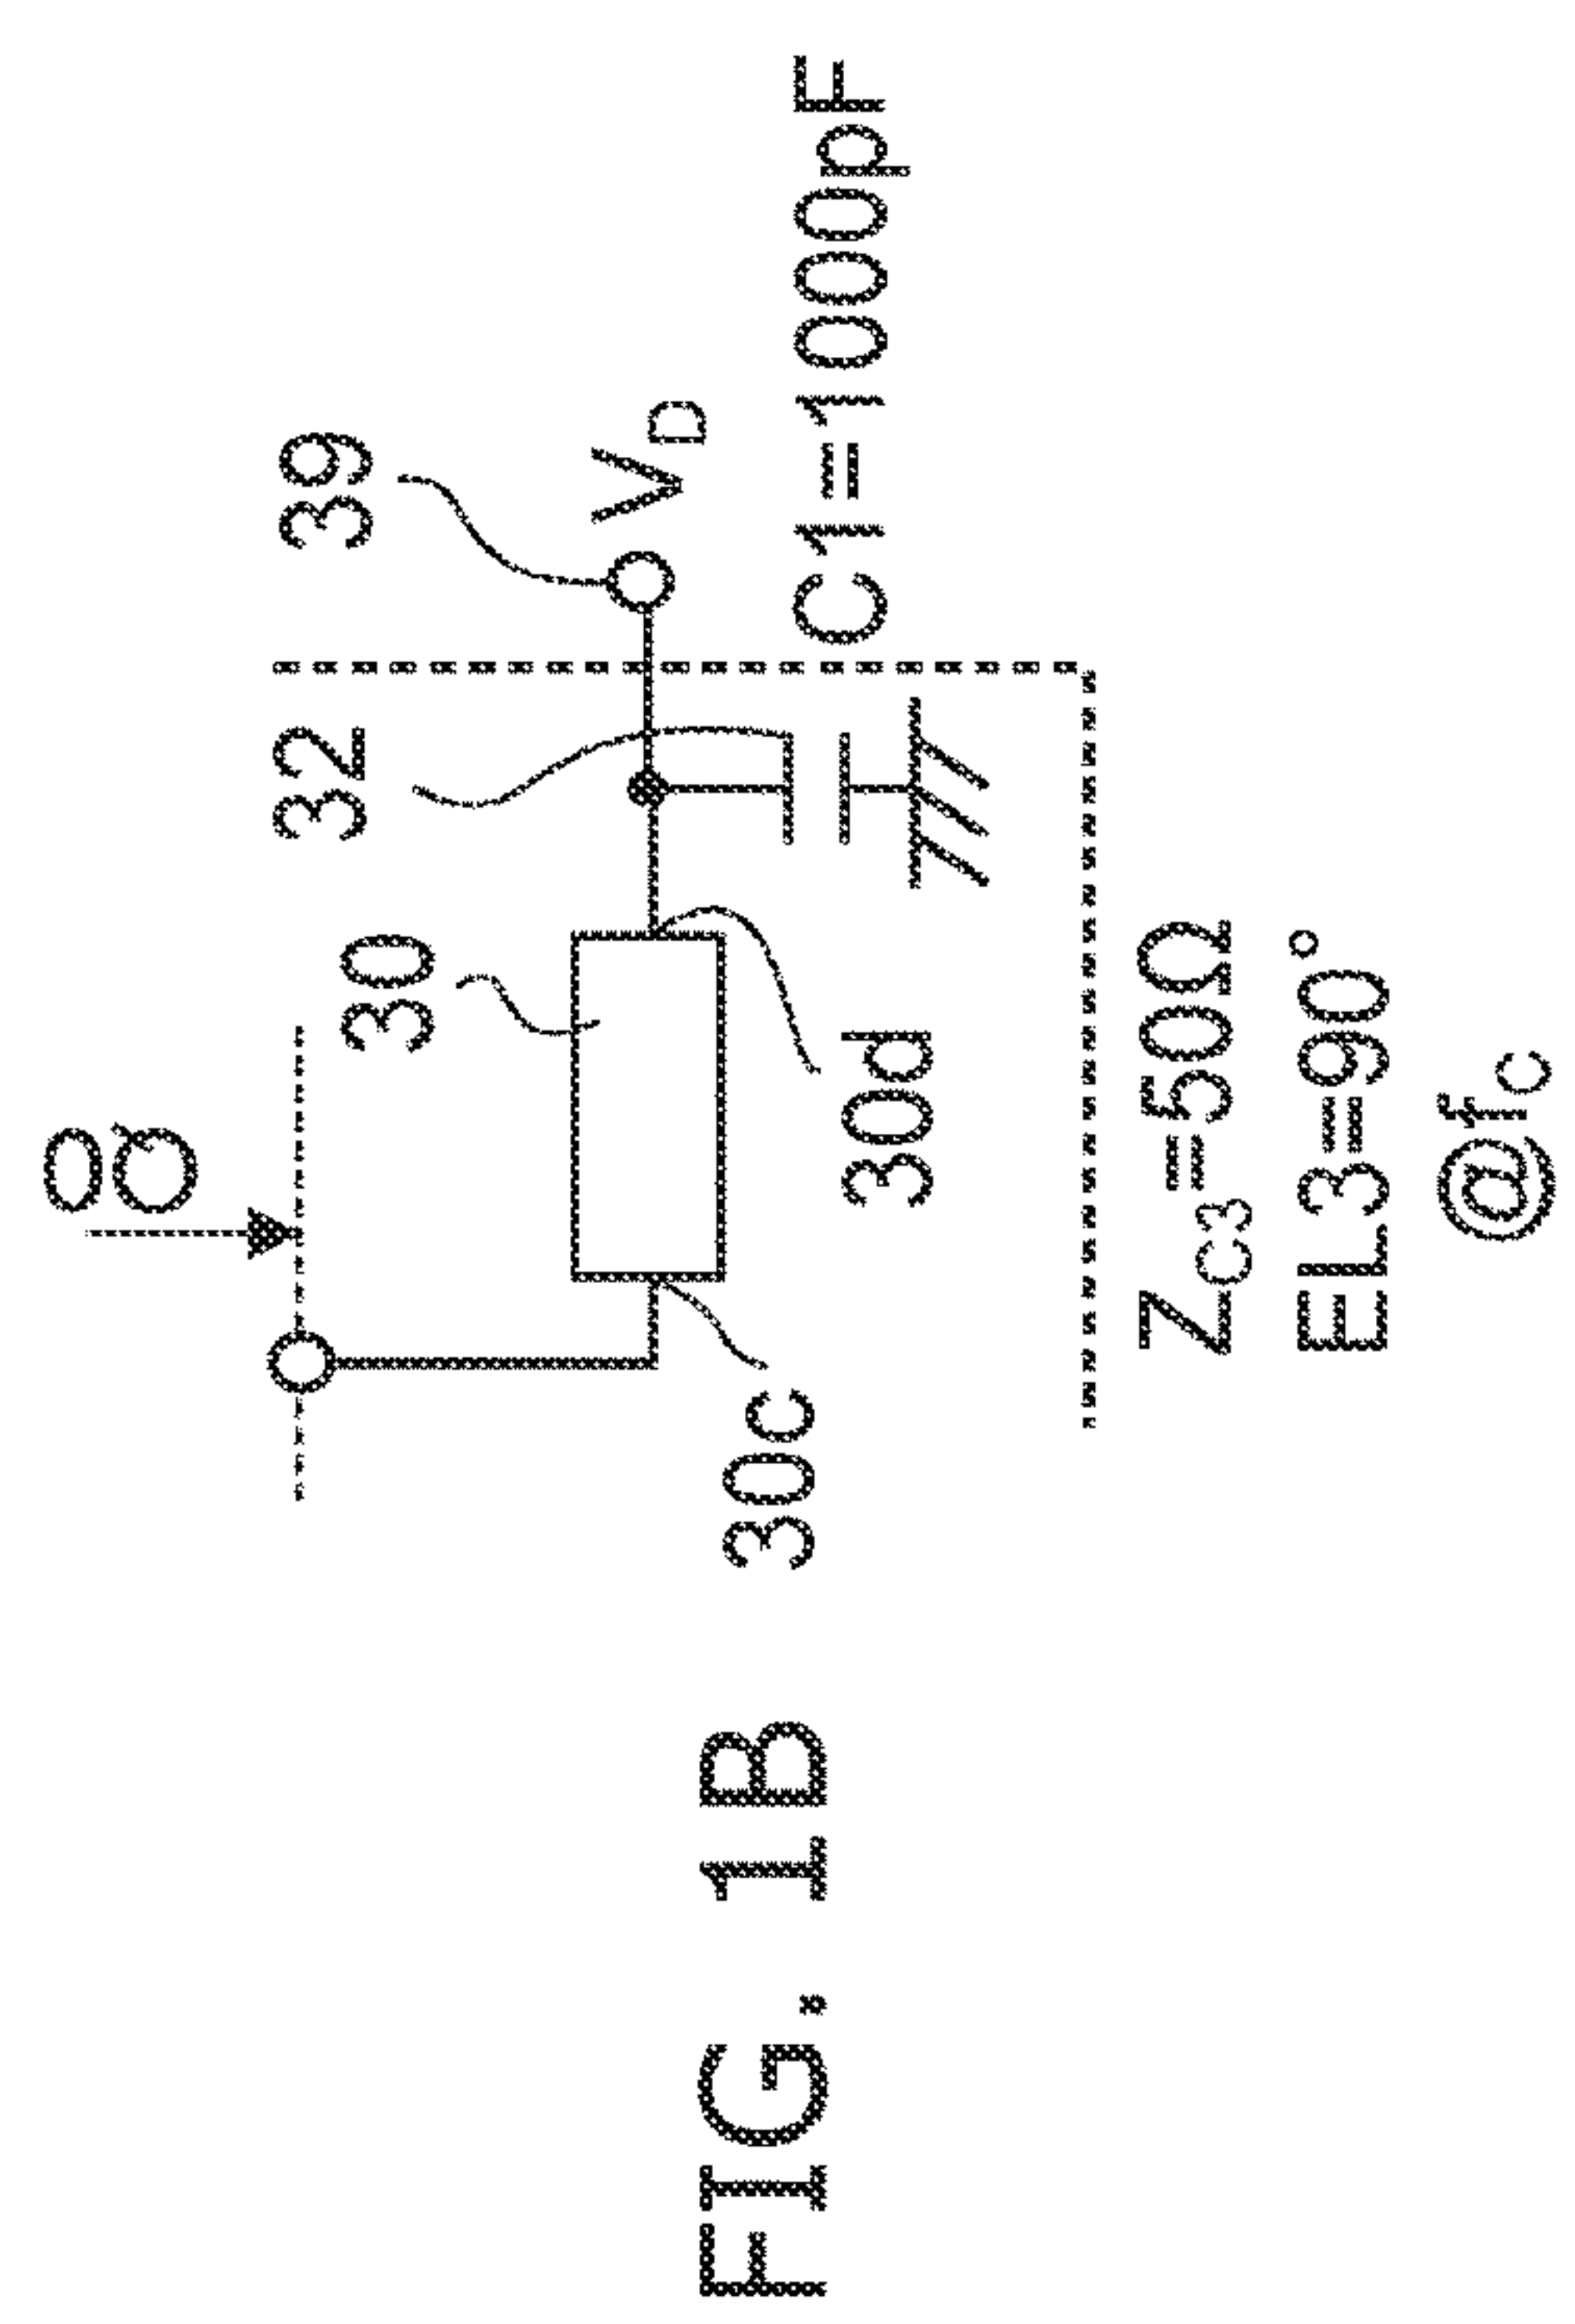 FIG. 1B
30
32
39
V_D
30c
30d
C1=1000pF
Z_C3=50Ω
EL3=90°
@f_C